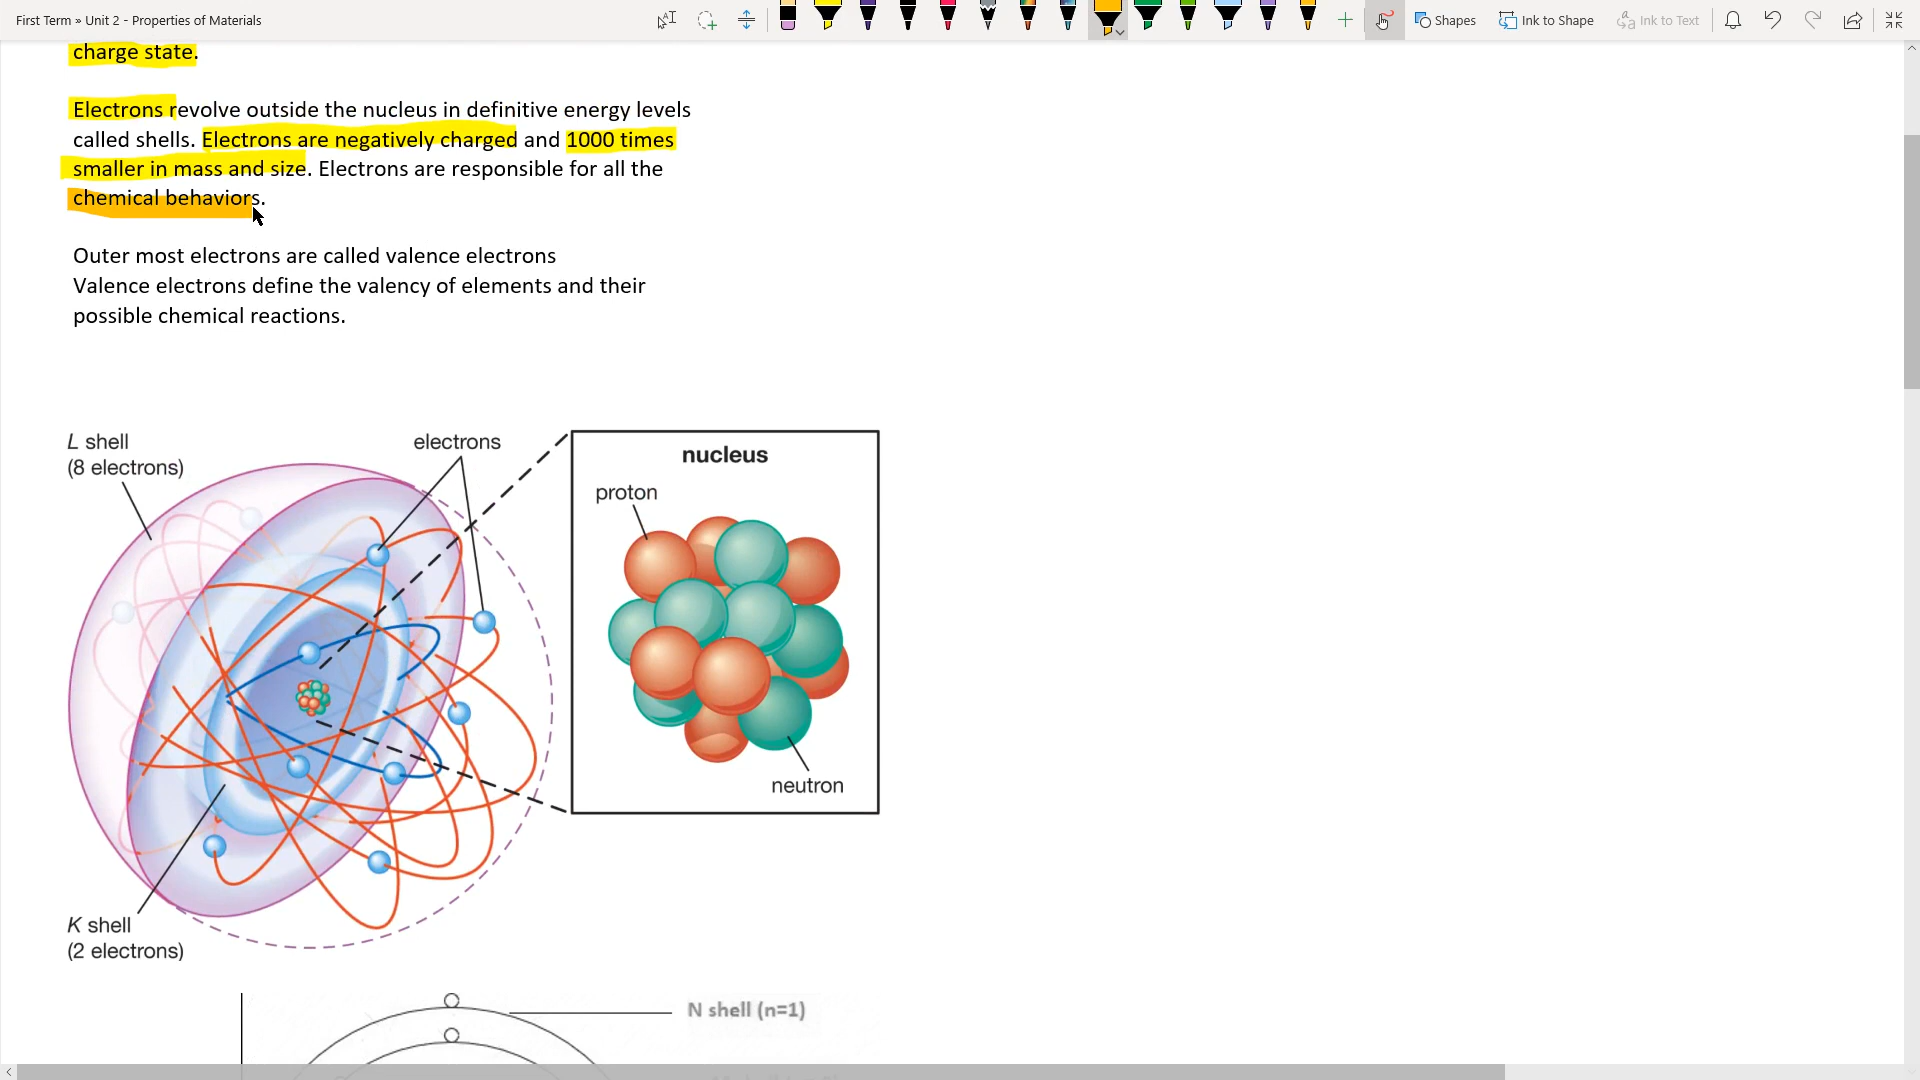 First Term » Unit 2 - Properties of Materials
Shapes
Ink to Shape
Ink to Text
charge state.
Electrons revolve outside the nucleus in definitive energy levels
called shells. Electrons are negatively charged and 1000 times
smaller in mass and size. Electrons are responsible for all the
chemical behaviors.
Outer most electrons are called valence electrons
Valence electrons define the valency of elements and their
possible chemical reactions.
L shell
(8 electrons)
electrons
nucleus
proton
neutron
K shell
(2 electrons)
N shell (n=1)